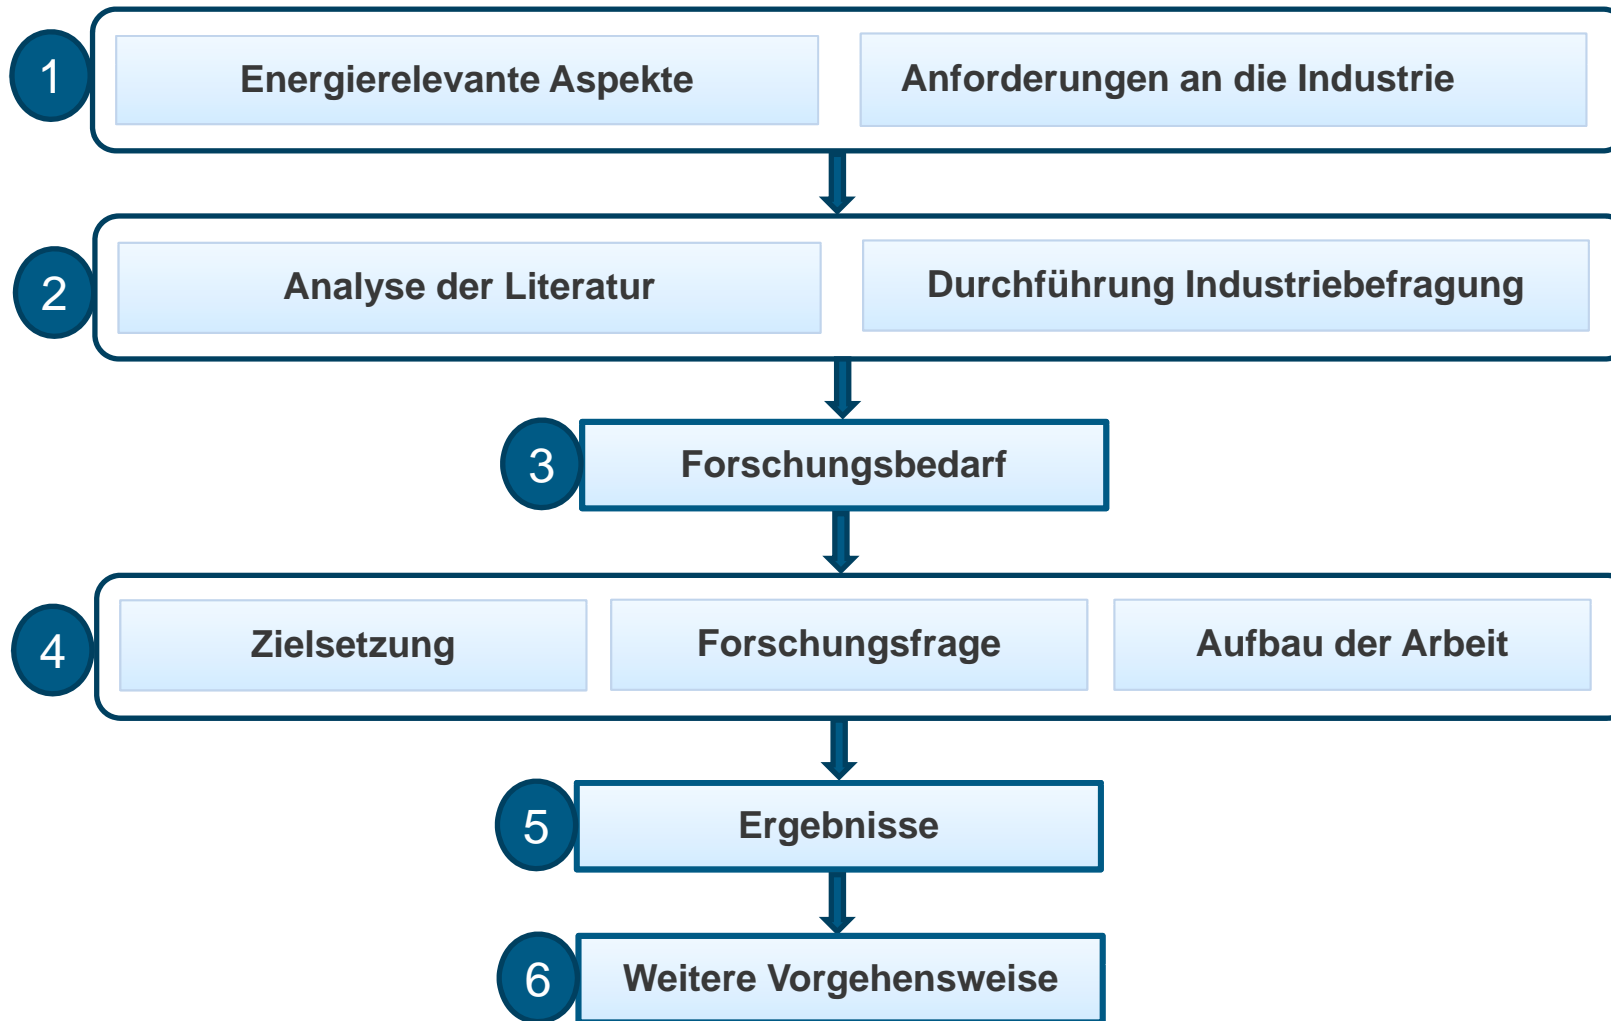 1
Energierelevante Aspekte
Anforderungen an die Industrie
2
Analyse der Literatur
Durchführung Industriebefragung
3
Forschungsbedarf
4
Zielsetzung
Forschungsfrage
Aufbau der Arbeit
5
Ergebnisse
6
Weitere Vorgehensweise